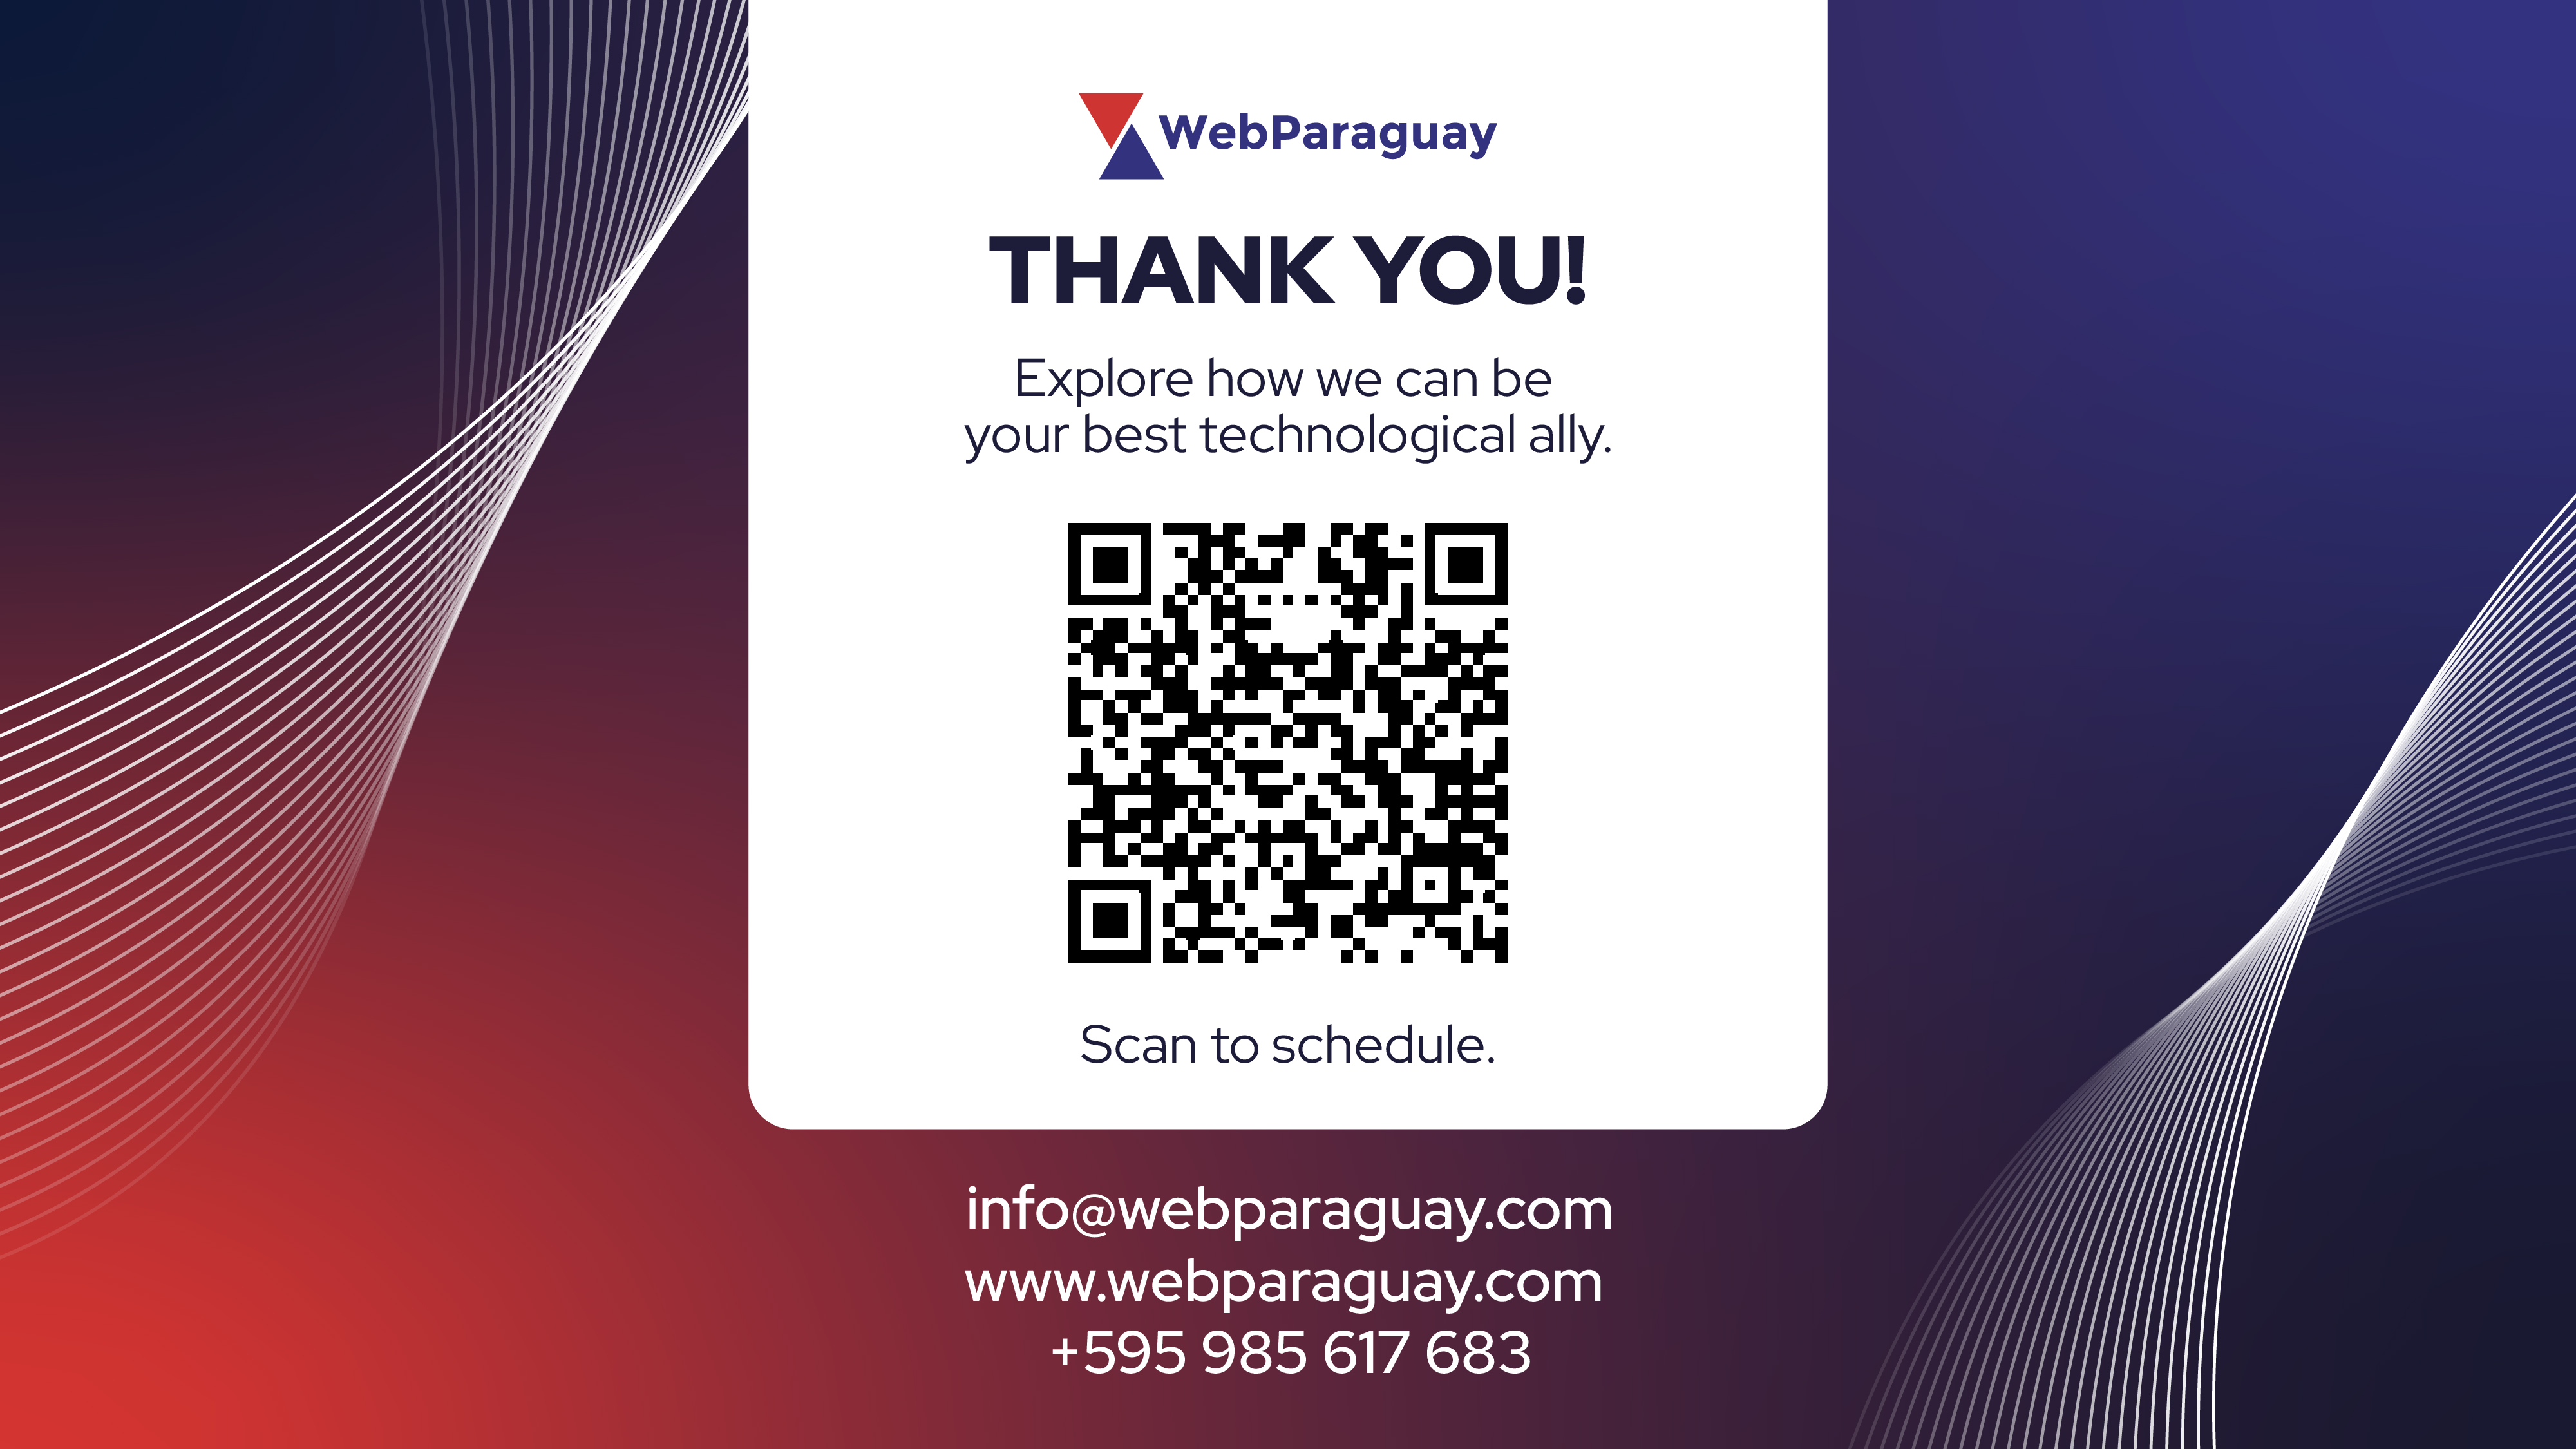 WebParaguay
THANK YOU!
Explore how we can be
your best technological ally.
Scan to schedule.
info@webparaguay.com
www.webparaguay.com
+595 985 617 683